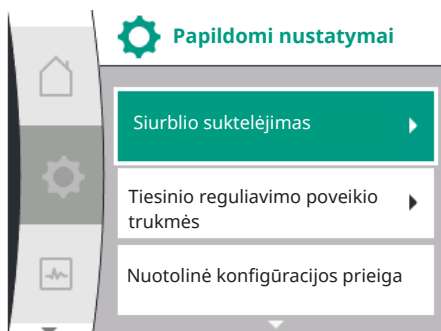 Papildomi nustatymai
Siurblio suktelėjimas
Tiesinio reguliavimo poveikio
trukmės
Nuotolinė konfigūracijos prieiga